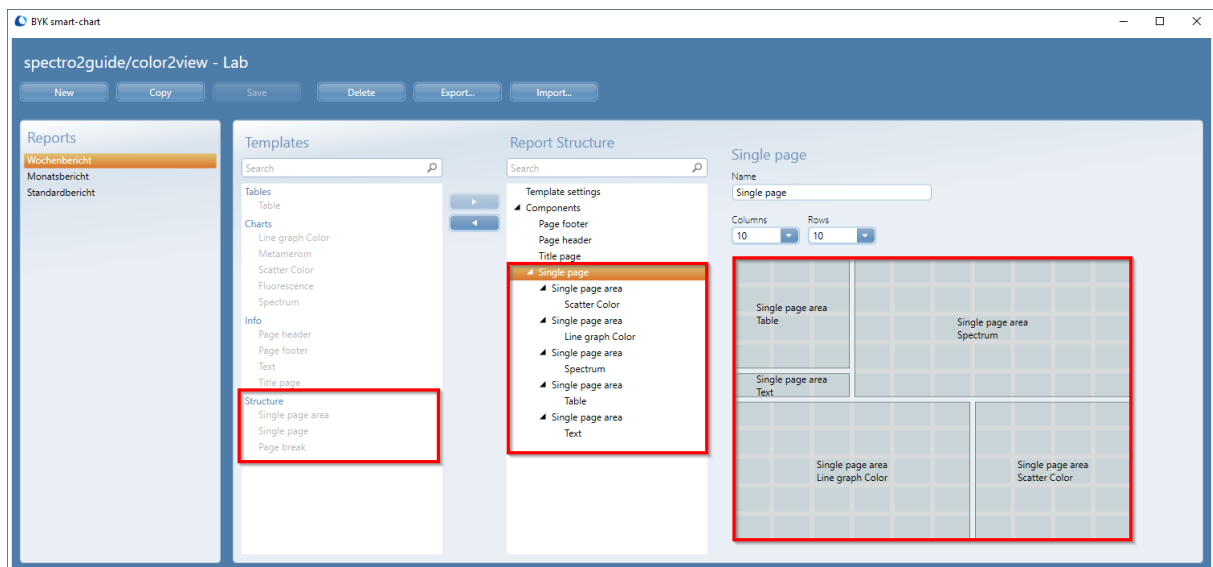 BYK smart-chart
spectro2guide/color2view - Lab
New
Copy
Save
Delete
Export...
Import...
Reports
Wochenbericht
Monatsbericht
Standardbericht
Templates
Search
Tables
Table
Charts
Line graph Color
Metamerism
Scatter Color
Fluorescence
Spectrum
Info
Page header
Page footer
Text
Title page
Structure
Single page area
Single page
Page break
Report Structure
Search
Template settings
Components
Page footer
Page header
Title page
Single page
Single page area
Scatter Color
Single page area
Line graph Color
Single page area
Spectrum
Single page area
Table
Single page area
Text
Single page
Name
Single page
Columns
Rows
10
10
Single page area
Table
Single page area
Spectrum
Single page area
Text
Single page area
Line graph Color
Single page area
Scatter Color